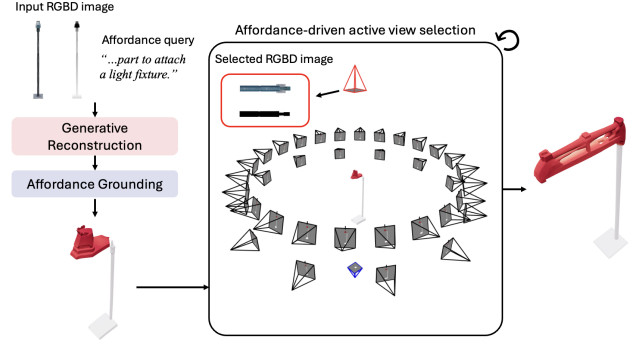 Input RGBD image
Affordance query
“...part to attach
a light fixture.”
Generative
Reconstruction
Affordance Grounding
Affordance-driven active view selection
Selected RGBD image